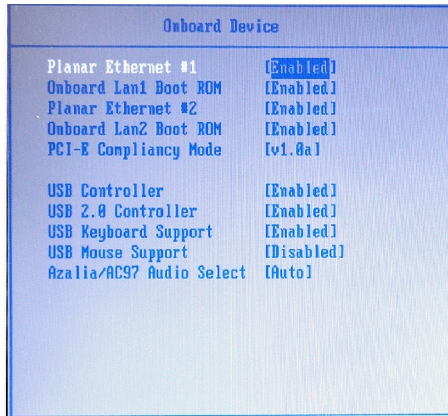 Onboard Device
Planar Ethernet #1 [Enabled]
Onboard Lan1 Boot ROM [Enabled]
Planar Ethernet #2 [Enabled]
Onboard Lan2 Boot ROM [Enabled]
PCI-E Compliancy Mode [v1.0a]
USB Controller [Enabled]
USB 2.0 Controller [Enabled]
USB Keyboard Support [Enabled]
USB Mouse Support [Disabled]
Azalia/AC97 Audio Select [Auto]